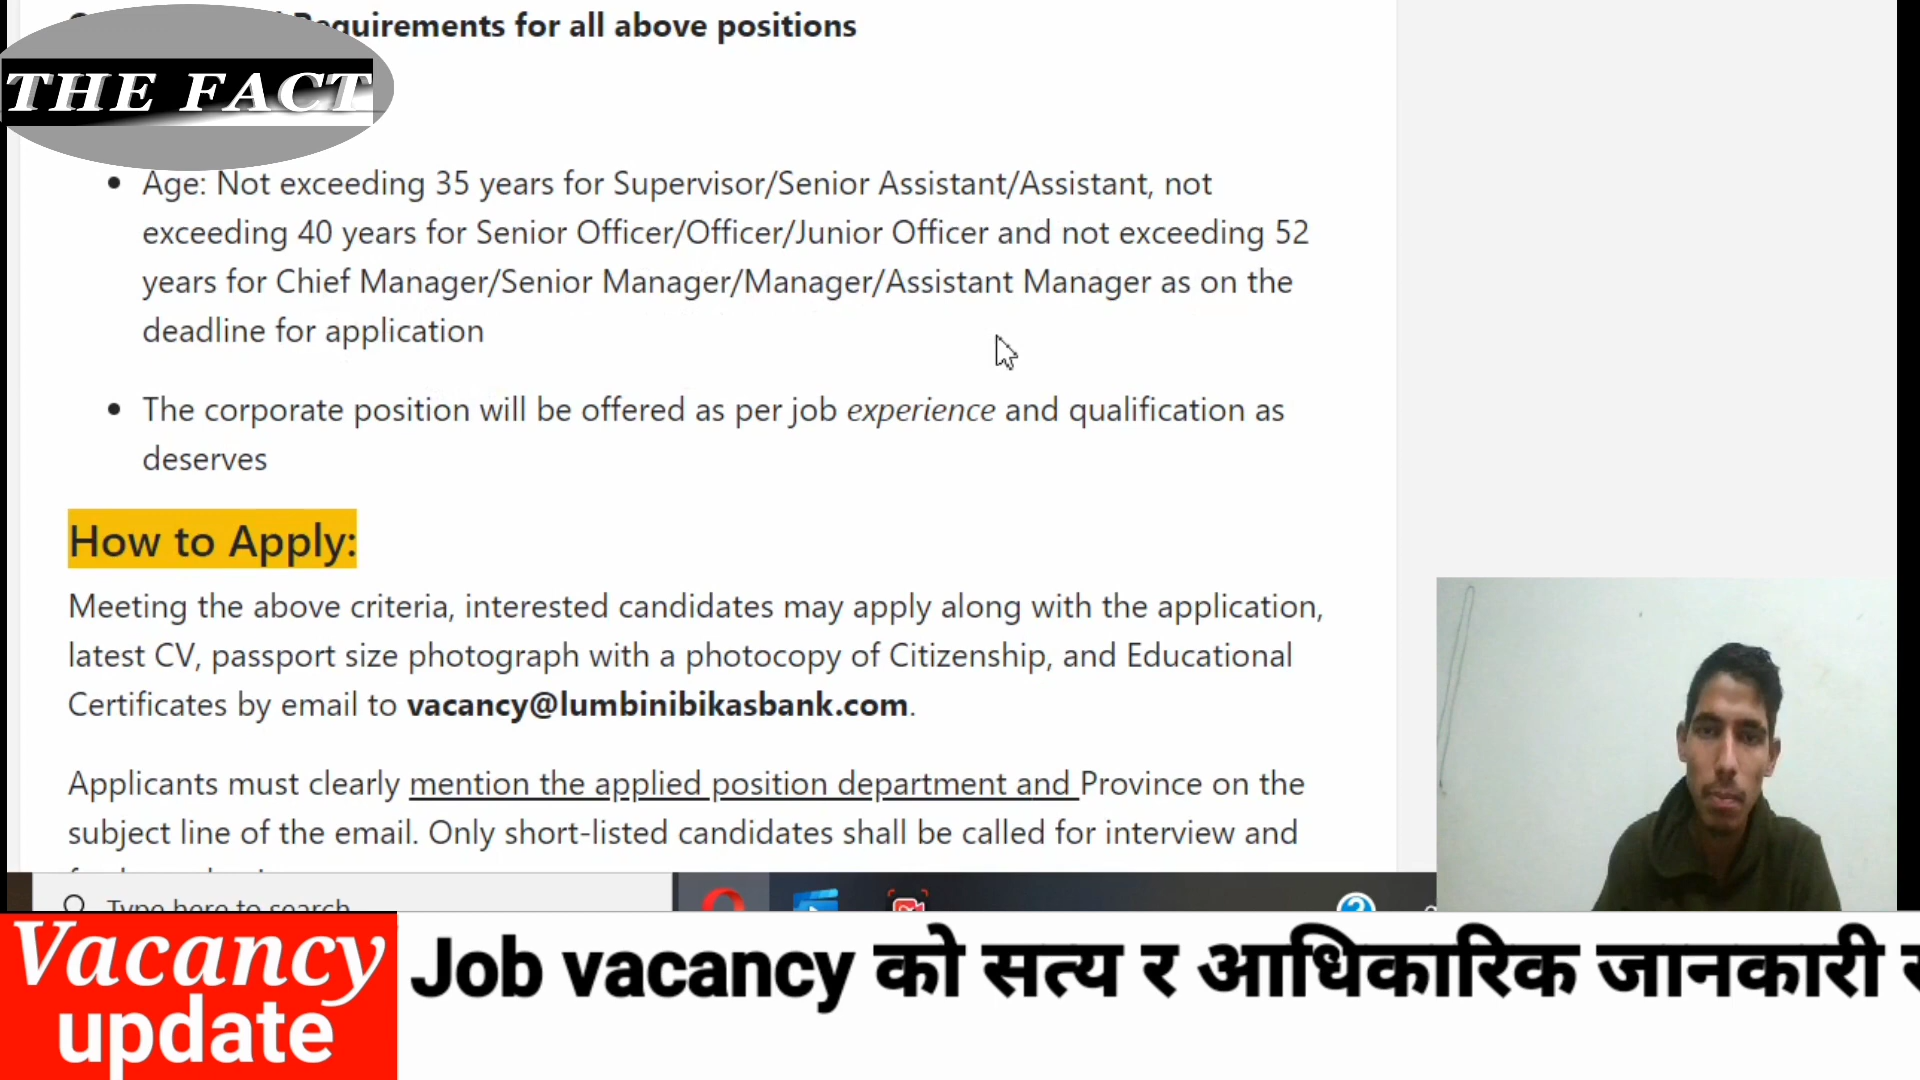 Requirements for all above positions
THE FACT
• Age: Not exceeding 35 years for Supervisor/Senior Assistant/Assistant, not
exceeding 40 years for Senior Officer/Officer/Junior Officer and not exceeding 52
years for Chief Manager/Senior Manager/Manager/Assistant Manager as on the
deadline for application
• The corporate position will be offered as per job experience and qualification as
deserves
How to Apply:
Meeting the above criteria, interested candidates may apply along with the application,
latest CV, passport size photograph with a photocopy of Citizenship, and Educational
Certificates by email to vacancy@lumbinibikasbank.com.
Applicants must clearly mention the applied position department and Province on the
subject line of the email. Only short-listed candidates shall be called for interview and
Type here to search
Vacancy
update
Job vacancy को सत्य र आधिकारिक जानकारी